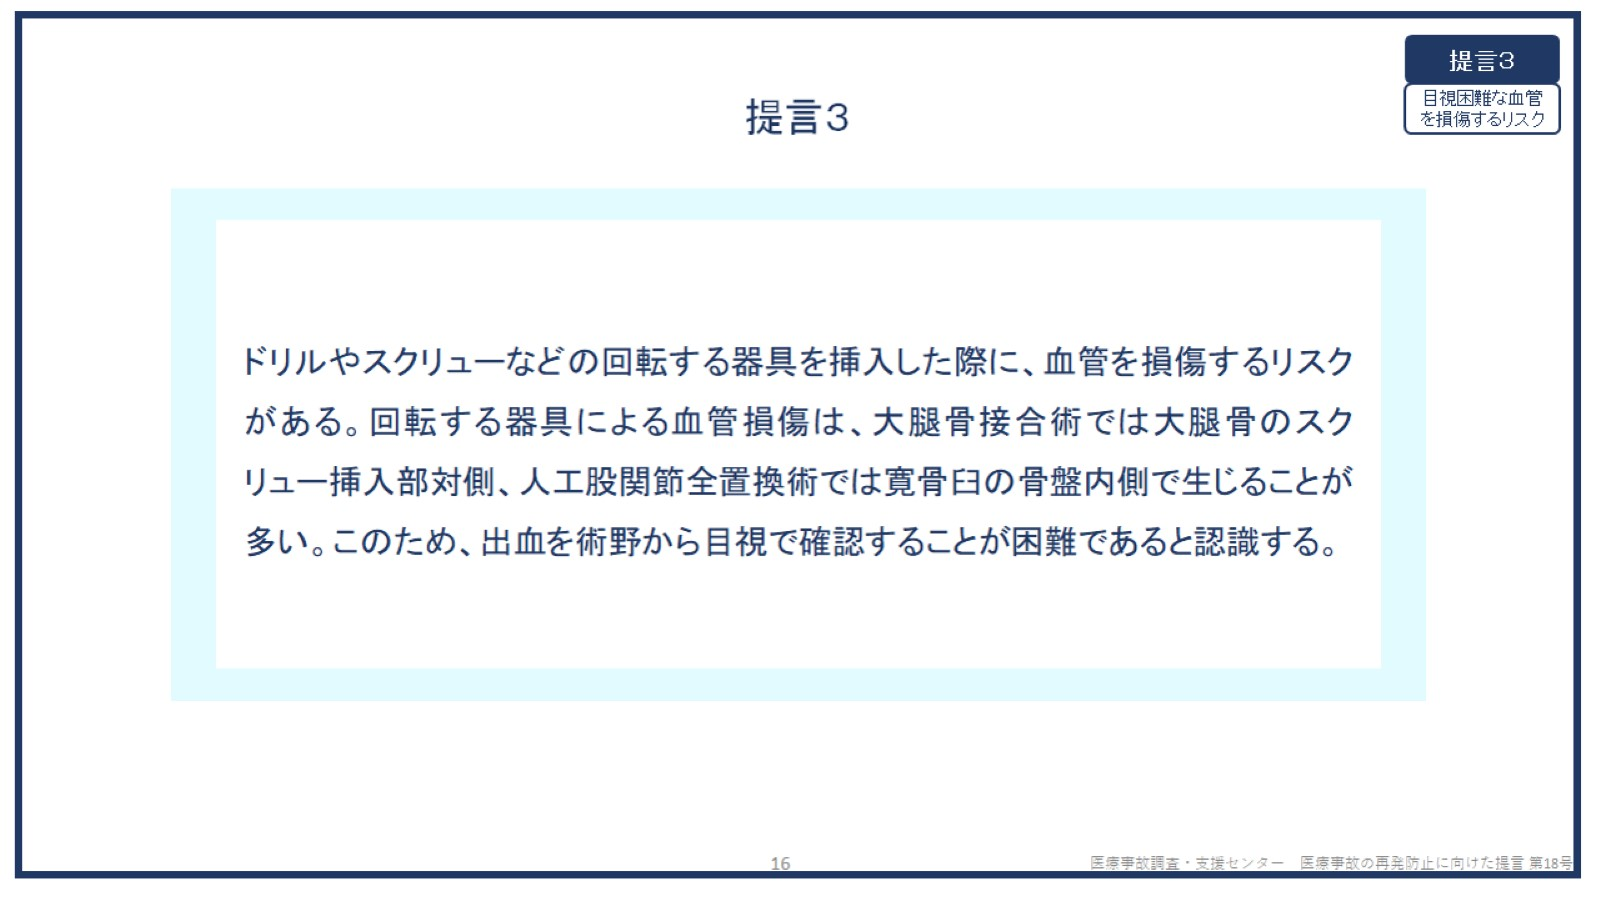 提言３
目視困難な血管
を損傷するリスク
提言３
ドリルやスクリューなどの回転する器具を挿入した際に、血管を損傷するリスク
がある。回転する器具による血管損傷は、大腿骨接合術では大腿骨のスク
リュー挿入部対側、人工股関節全置換術では寛骨臼の骨盤内側で生じることが
多い。このため、出血を術野から目視で確認することが困難であると認識する。
16
医療事故調査・支援センター　医療事故の再発防止に向けた提言 第18号